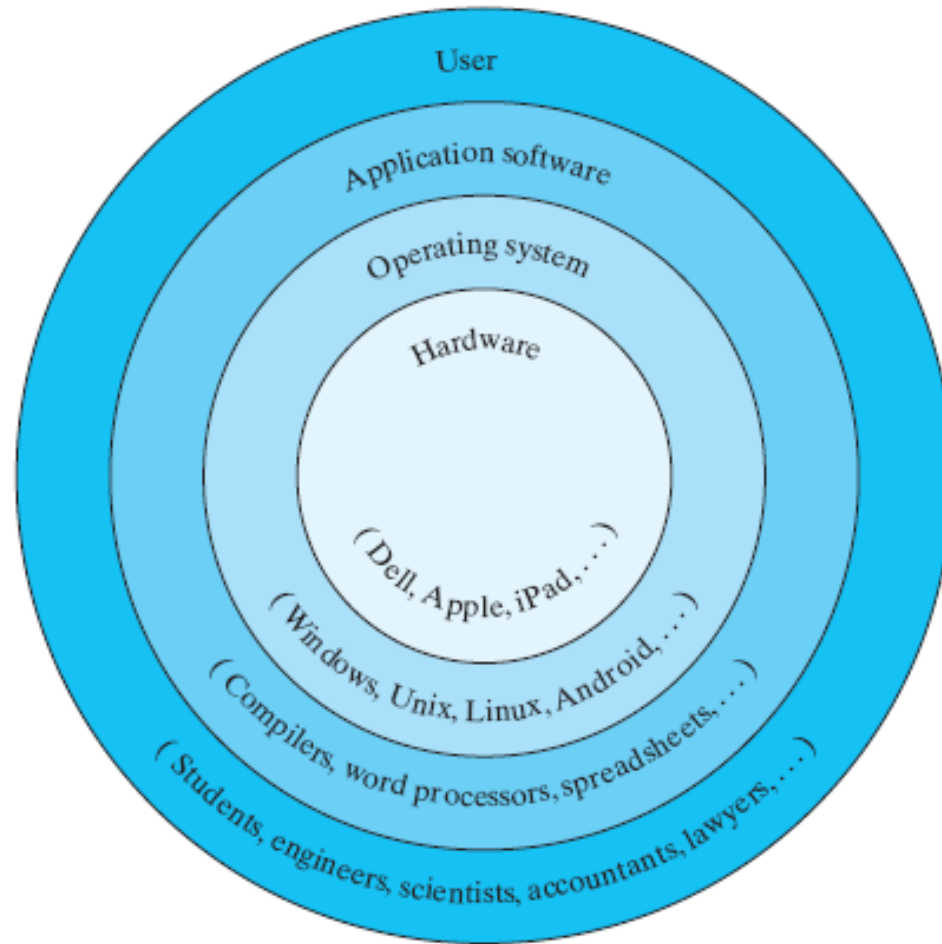 User
Application software
Operating system
Hardware
( Dell, Apple, iPad, . . . )
( Windows, Unix, Linux, Android, . . . )
( Compilers, word processors, spreadsheets, . . . )
( Students, engineers, scientists, accountants, lawyers, . . . )